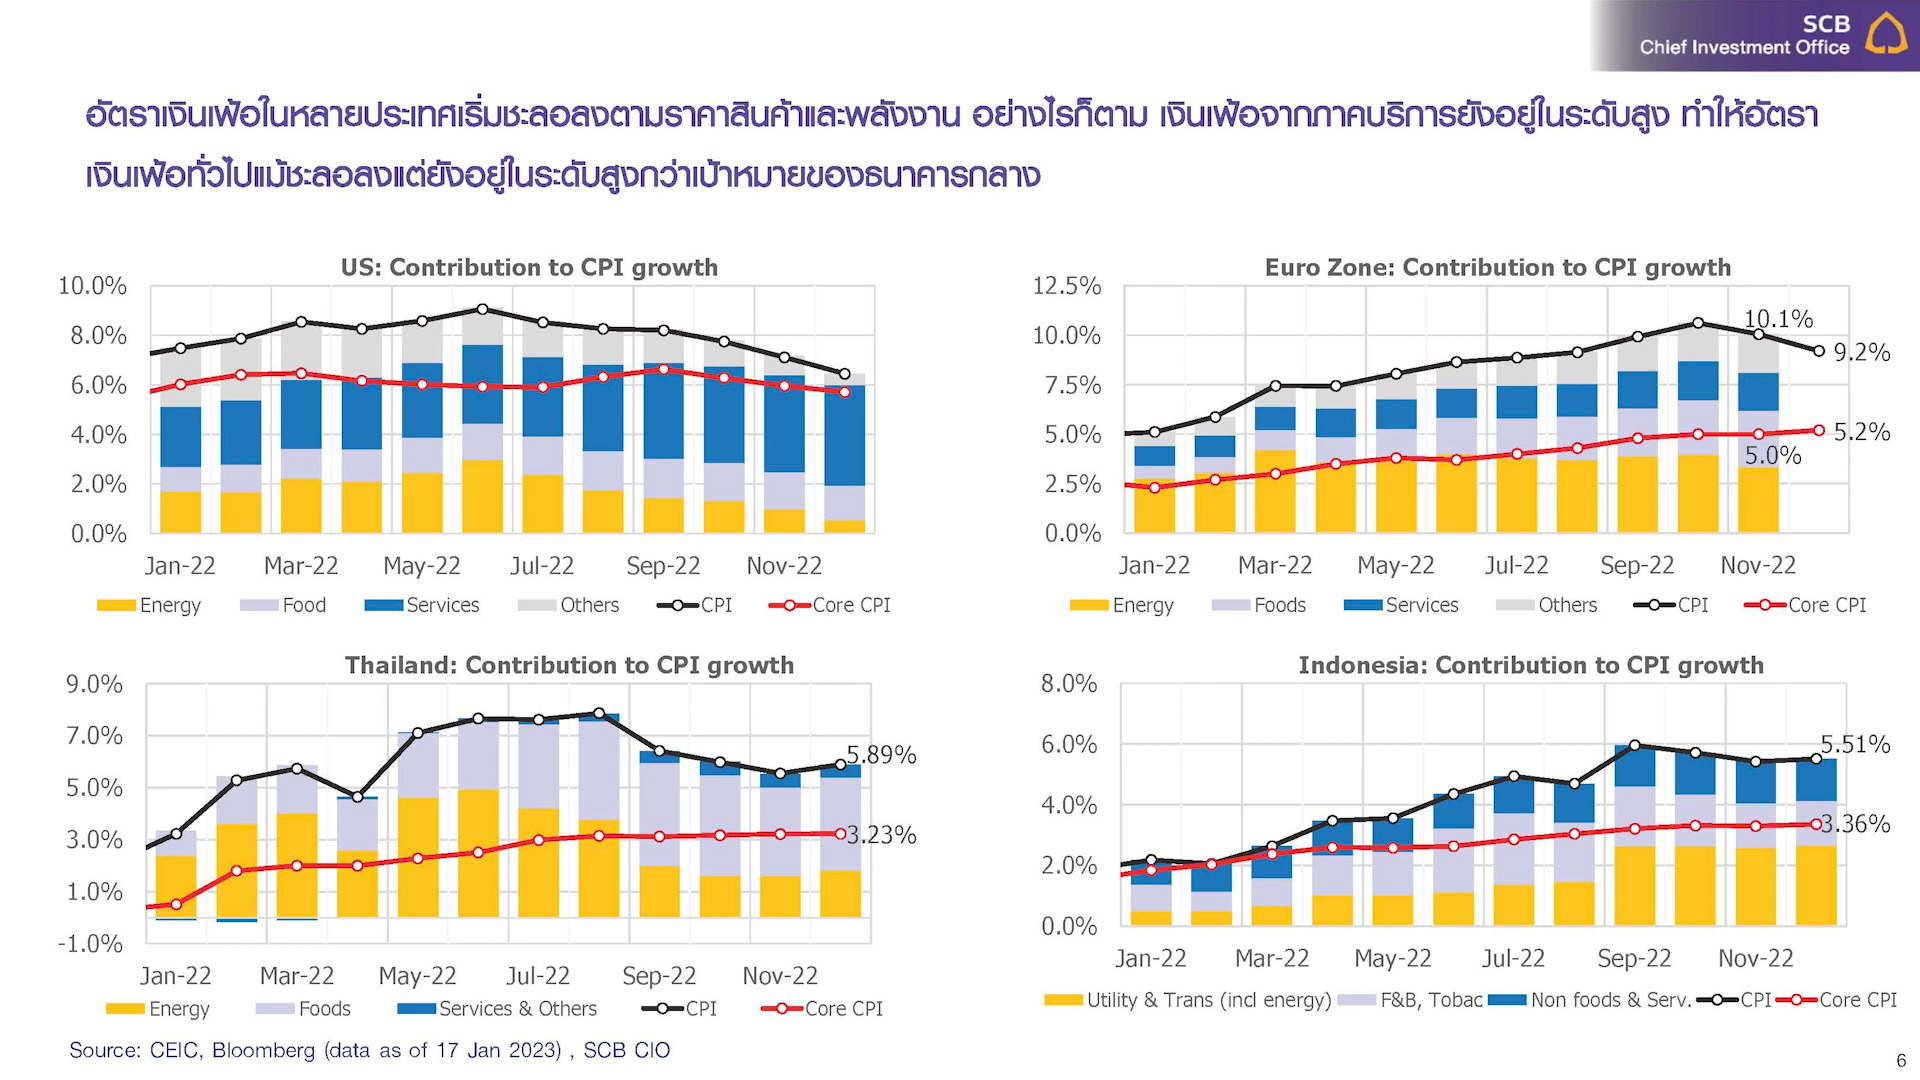 SCB
Chief Investment Office
อัตราเงินเฟ้อในหลายประเทศเริ่มชะลอลงตามราคาสินค้าและพลังงาน อย่างไรก็ตาม เงินเฟ้อจากภาคบริการยังอยู่ในระดับสูง ทำให้อัตรา
เงินเฟ้อทั่วไปแม้ชะลอลงแต่ยังอยู่ในระดับสูงกว่าเป้าหมายของธนาคารกลาง
US: Contribution to CPI growth
10.0%
8.0%
6.0%
4.0%
2.0%
0.0%
Jan-22 Mar-22 May-22 Jul-22 Sep-22 Nov-22
Energy Food Services Others CPI Core CPI
Euro Zone: Contribution to CPI growth
12.5%
10.0%
7.5%
5.0%
2.5%
0.0%
10.1%
9.2%
5.2%
5.0%
Jan-22 Mar-22 May-22 Jul-22 Sep-22 Nov-22
Energy Foods Services Others CPI Core CPI
Thailand: Contribution to CPI growth
9.0%
7.0%
5.0%
3.0%
1.0%
-1.0%
5.89%
3.23%
Jan-22 Mar-22 May-22 Jul-22 Sep-22 Nov-22
Energy Foods Services & Others CPI Core CPI
Indonesia: Contribution to CPI growth
8.0%
6.0%
4.0%
2.0%
0.0%
5.51%
3.36%
Jan-22 Mar-22 May-22 Jul-22 Sep-22 Nov-22
Utility & Trans (incl energy) F&B, Tobac Non foods & Serv. CPI Core CPI
Source: CEIC, Bloomberg (data as of 17 Jan 2023) , SCB CIO
6